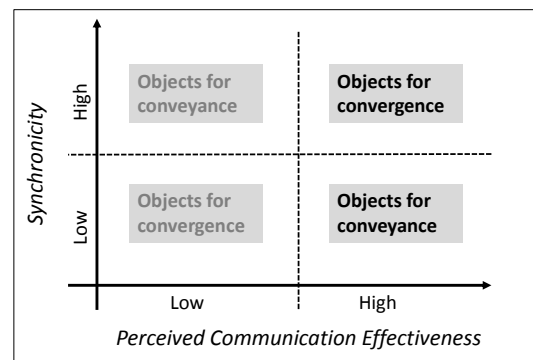 High
Objects for
conveyance
Objects for
convergence
Synchronicity
Low
Objects for
convergence
Objects for
conveyance
Low
High
Perceived Communication Effectiveness